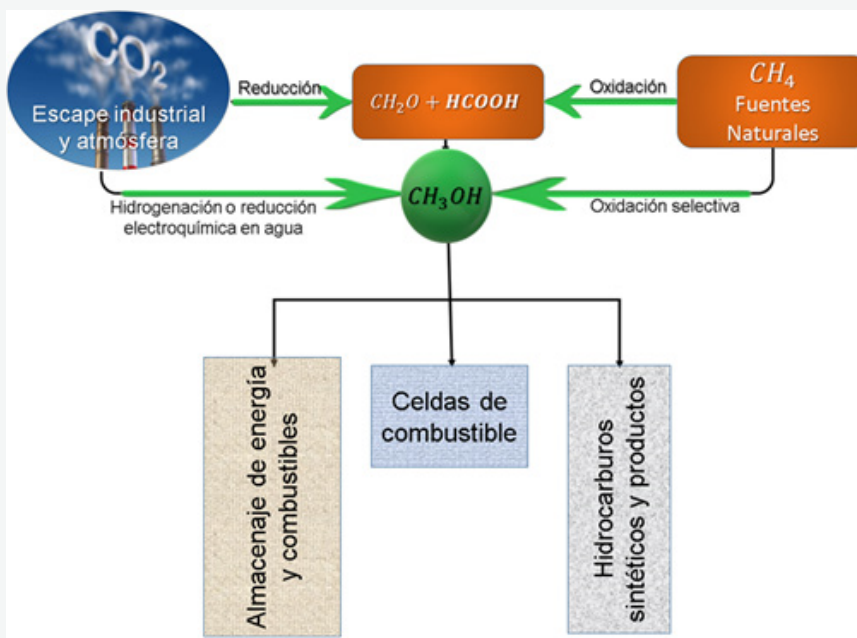 CO₂
Escape industrial
y atmósfera
Reducción
CH₂O + HCOOH
Oxidación
CH₄
Fuentes
Naturales
Hidrogenación o reducción
electroquímica en agua
CH₃OH
Oxidación selectiva
Almacenaje de energía
y combustibles
Celdas de
combustible
Hidrocarburos
sintéticos y productos